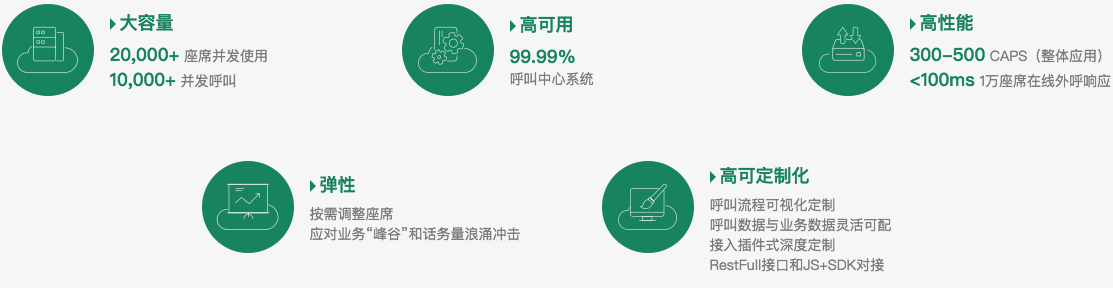 大容量
20,000+ 座席并发使用
10,000+ 并发呼叫
高可用
99.99%
呼叫中心系统
高性能
300-500 CAPS（整体应用）
<100ms 1万座席在线外呼响应
弹性
按需调整座席
应对业务“峰谷”和话务量浪涌冲击
高可定制化
呼叫流程可视化定制
呼叫数据与业务数据灵活可配
接入插件式深度定制
RestFull接口和JS+SDK对接